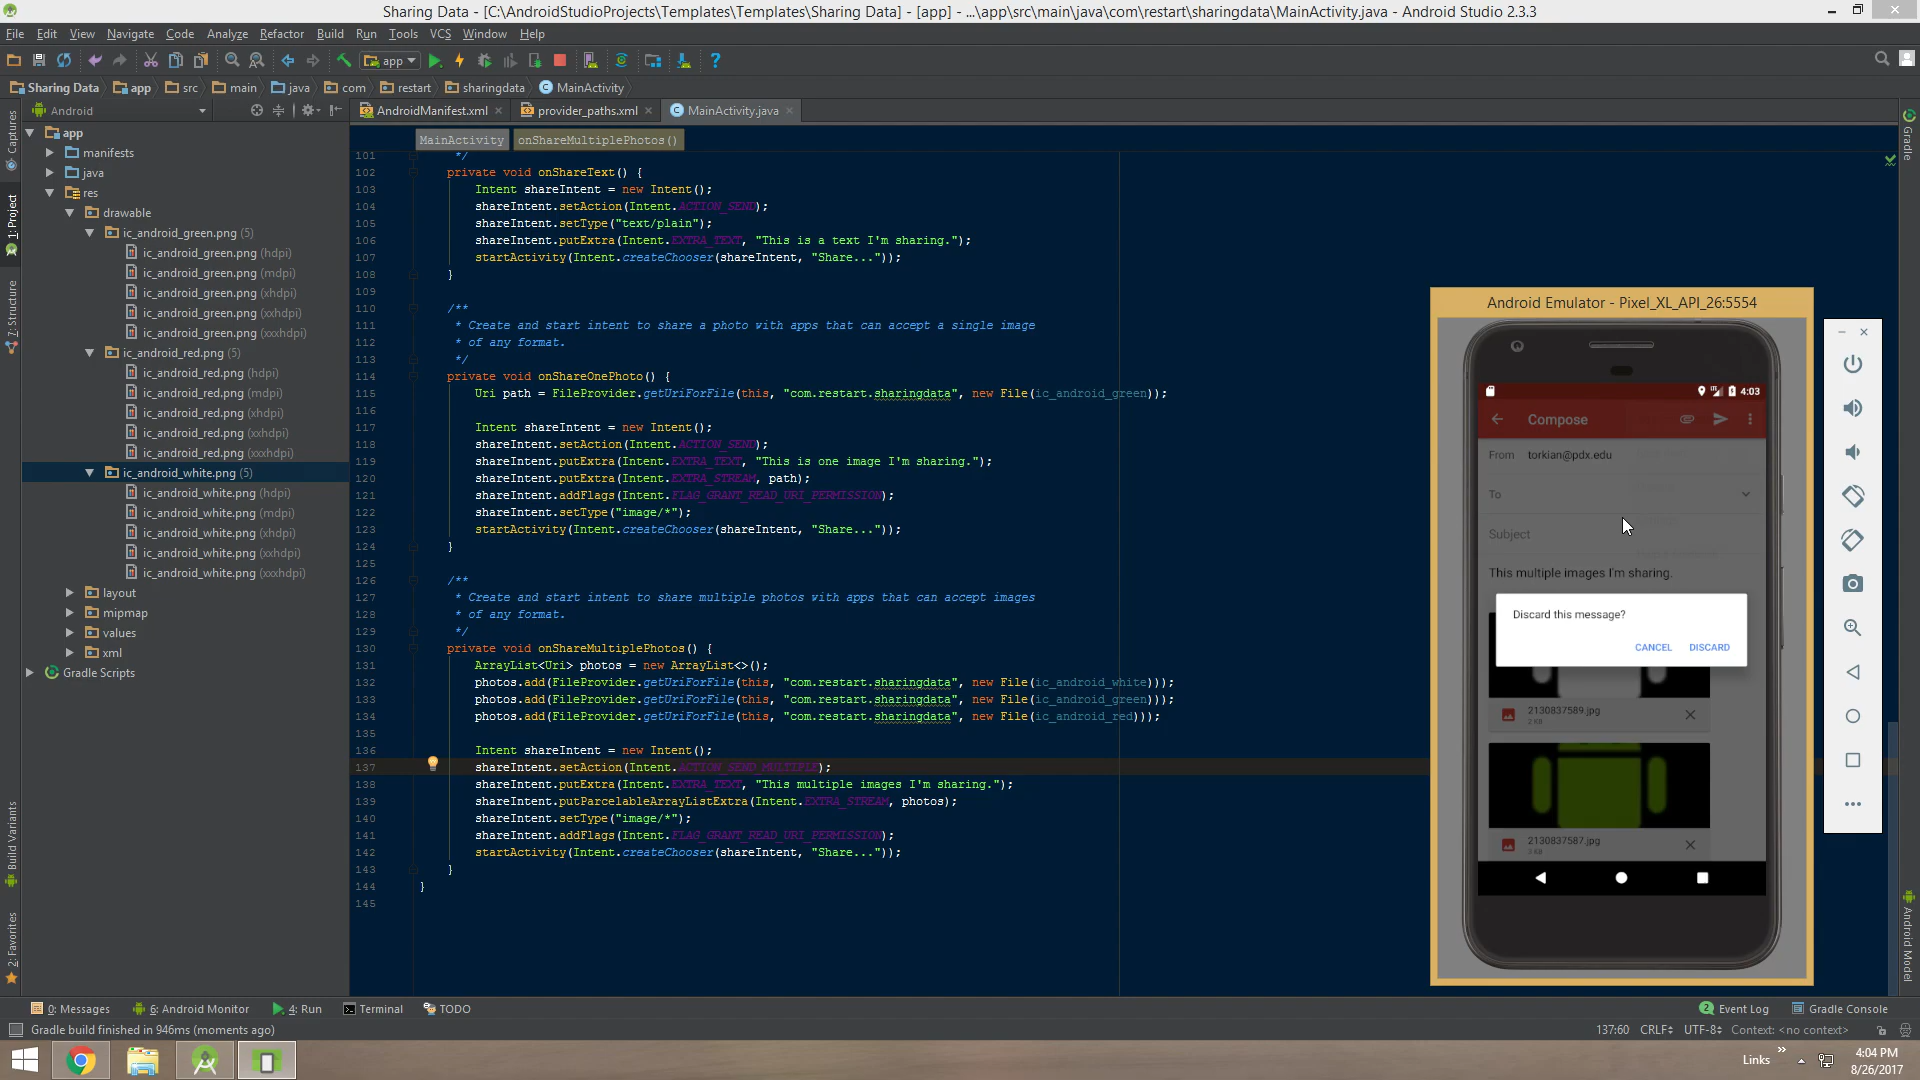 Sharing Data - [C:\AndroidStudioProjects\Templates\Templates\Sharing Data] - [app] - ...\app\src\main\java\com\restart\sharingdata\MainActivity.java - Android Studio 2.3.3
File Edit View Navigate Code Analyze Refactor Build Run Tools VCS Window Help
app
Sharing Data app src main java com restart sharingdata MainActivity
Android
AndroidManifest.xml provider_paths.xml MainActivity.java
MainActivity onShareMultiplePhotos()
Captures
1: Project
7: Structure
Build Variants
2: Favorites
app
manifests
java
res
drawable
ic_android_green.png (5)
ic_android_green.png (hdpi)
ic_android_green.png (mdpi)
ic_android_green.png (xhdpi)
ic_android_green.png (xxhdpi)
ic_android_green.png (xxxhdpi)
ic_android_red.png (5)
ic_android_red.png (hdpi)
ic_android_red.png (mdpi)
ic_android_red.png (xhdpi)
ic_android_red.png (xxhdpi)
ic_android_red.png (xxxhdpi)
ic_android_white.png (5)
ic_android_white.png (hdpi)
ic_android_white.png (mdpi)
ic_android_white.png (xhdpi)
ic_android_white.png (xxhdpi)
ic_android_white.png (xxxhdpi)
layout
mipmap
values
xml
Gradle Scripts
101 */
102 private void onShareText() {
103 Intent shareIntent = new Intent();
104 shareIntent.setAction(Intent.ACTION_SEND);
105 shareIntent.setType("text/plain");
106 shareIntent.putExtra(Intent.EXTRA_TEXT, "This is a text I'm sharing.");
107 startActivity(Intent.createChooser(shareIntent, "Share..."));
108 }
109
110 /**
111 * Create and start intent to share a photo with apps that can accept a single image
112 * of any format.
113 */
114 private void onShareOnePhoto() {
115 Uri path = FileProvider.getUriForFile(this, "com.restart.sharingdata", new File(ic_android_green));
116
117 Intent shareIntent = new Intent();
118 shareIntent.setAction(Intent.ACTION_SEND);
119 shareIntent.putExtra(Intent.EXTRA_TEXT, "This is one image I'm sharing.");
120 shareIntent.putExtra(Intent.EXTRA_STREAM, path);
121 shareIntent.addFlags(Intent.FLAG_GRANT_READ_URI_PERMISSION);
122 shareIntent.setType("image/*");
123 startActivity(Intent.createChooser(shareIntent, "Share..."));
124 }
125
126 /**
127 * Create and start intent to share multiple photos with apps that can accept images
128 * of any format.
129 */
130 private void onShareMultiplePhotos() {
131 ArrayList<Uri> photos = new ArrayList<>();
132 photos.add(FileProvider.getUriForFile(this, "com.restart.sharingdata", new File(ic_android_white)));
133 photos.add(FileProvider.getUriForFile(this, "com.restart.sharingdata", new File(ic_android_green)));
134 photos.add(FileProvider.getUriForFile(this, "com.restart.sharingdata", new File(ic_android_red)));
135
136 Intent shareIntent = new Intent();
137 shareIntent.setAction(Intent.ACTION_SEND_MULTIPLE);
138 shareIntent.putExtra(Intent.EXTRA_TEXT, "This multiple images I'm sharing.");
139 shareIntent.putParcelableArrayListExtra(Intent.EXTRA_STREAM, photos);
140 shareIntent.setType("image/*");
141 shareIntent.addFlags(Intent.FLAG_GRANT_READ_URI_PERMISSION);
142 startActivity(Intent.createChooser(shareIntent, "Share..."));
143 }
144 }
145
Android Emulator - Pixel_XL_API_26:5554
LTE 4:03
Compose
From torkian@pdx.edu
To
Subject
This multiple images I'm sharing.
Discard this message?
CANCEL DISCARD
2130837589.jpg
2 KB
2130837587.jpg
3 KB
Gradle
Android Model
0: Messages 6: Android Monitor 4: Run Terminal TODO 2 Event Log Gradle Console
Gradle build finished in 946ms (moments ago) 137:60 CRLF UTF-8 Context: <no context>
Links » 4:04 PM
8/26/2017